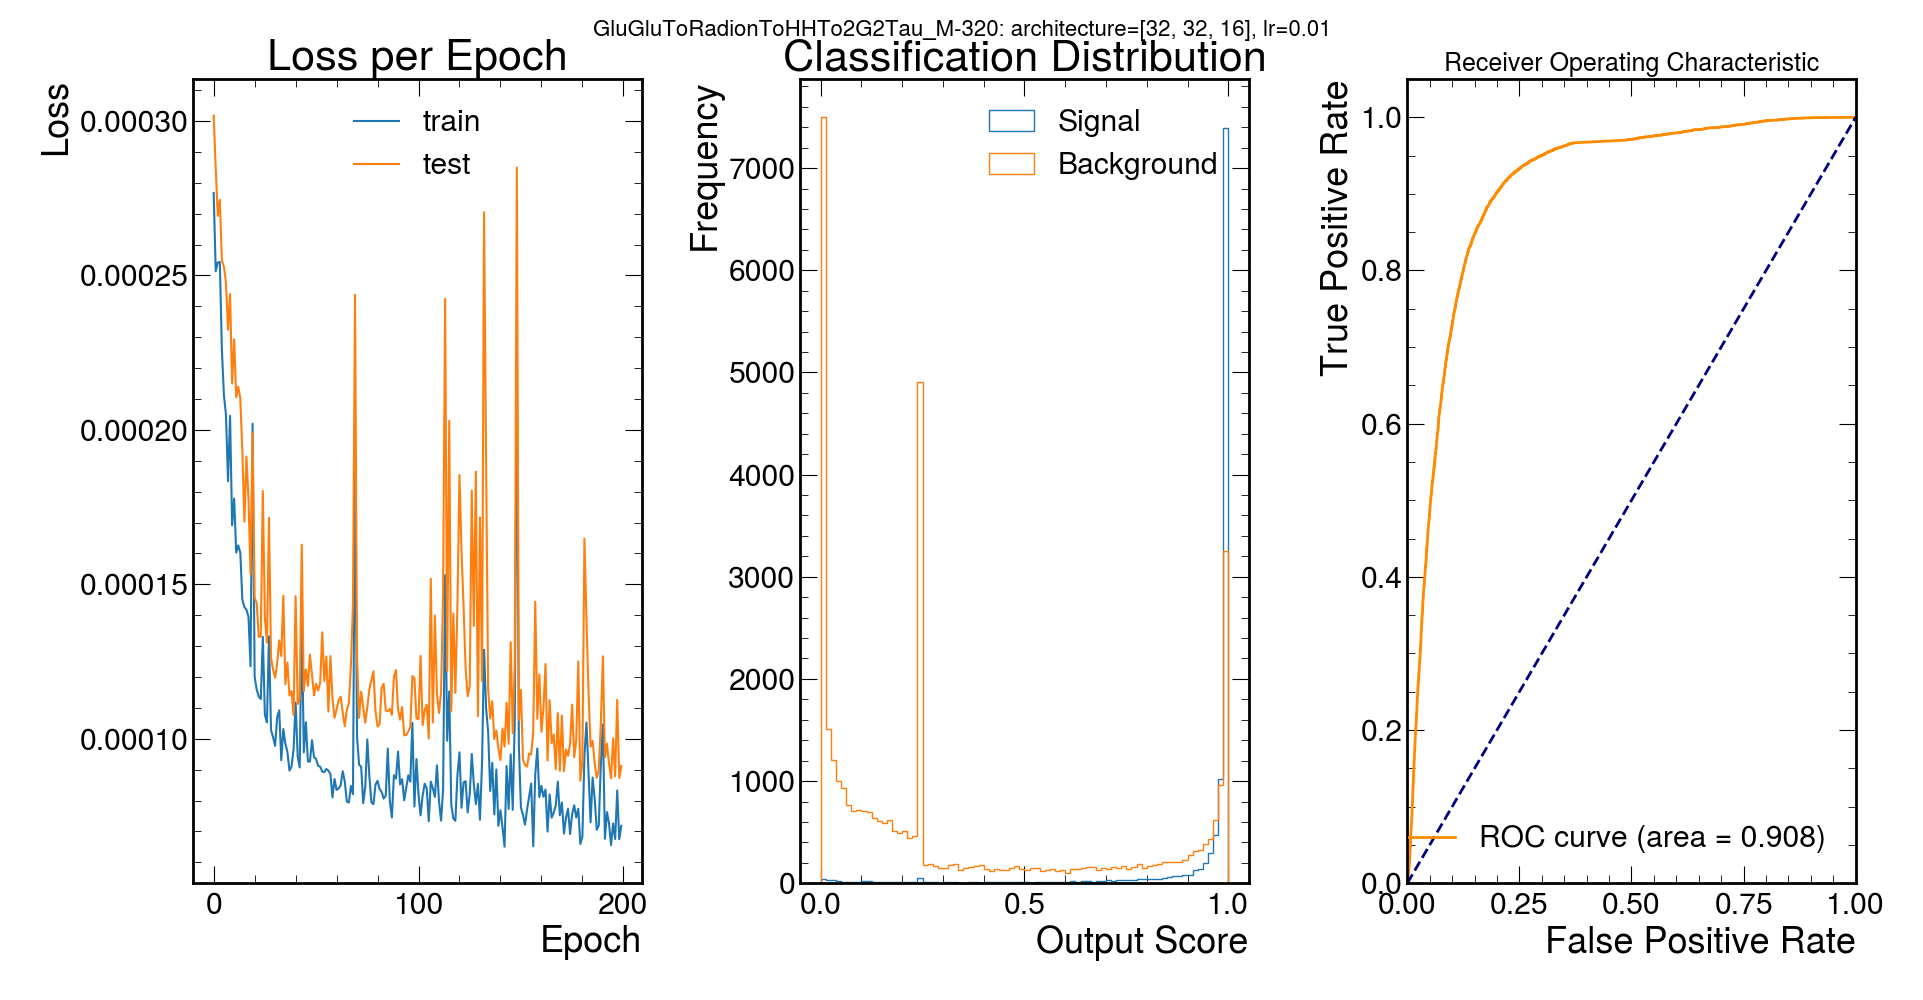 GluGluToRadionToHHTo2G2Tau_M-320: architecture=[32, 32, 16], lr=0.01
Loss per Epoch
Loss
0.00030
0.00025
0.00020
0.00015
0.00010
train
test
0
100
200
Epoch
Classification Distribution
Frequency
7000
6000
5000
4000
3000
2000
1000
0
Signal
Background
0.0
0.5
1.0
Output Score
Receiver Operating Characteristic
True Positive Rate
1.0
0.8
0.6
0.4
0.2
0.0
ROC curve (area = 0.908)
0.00
0.25
0.50
0.75
1.00
False Positive Rate